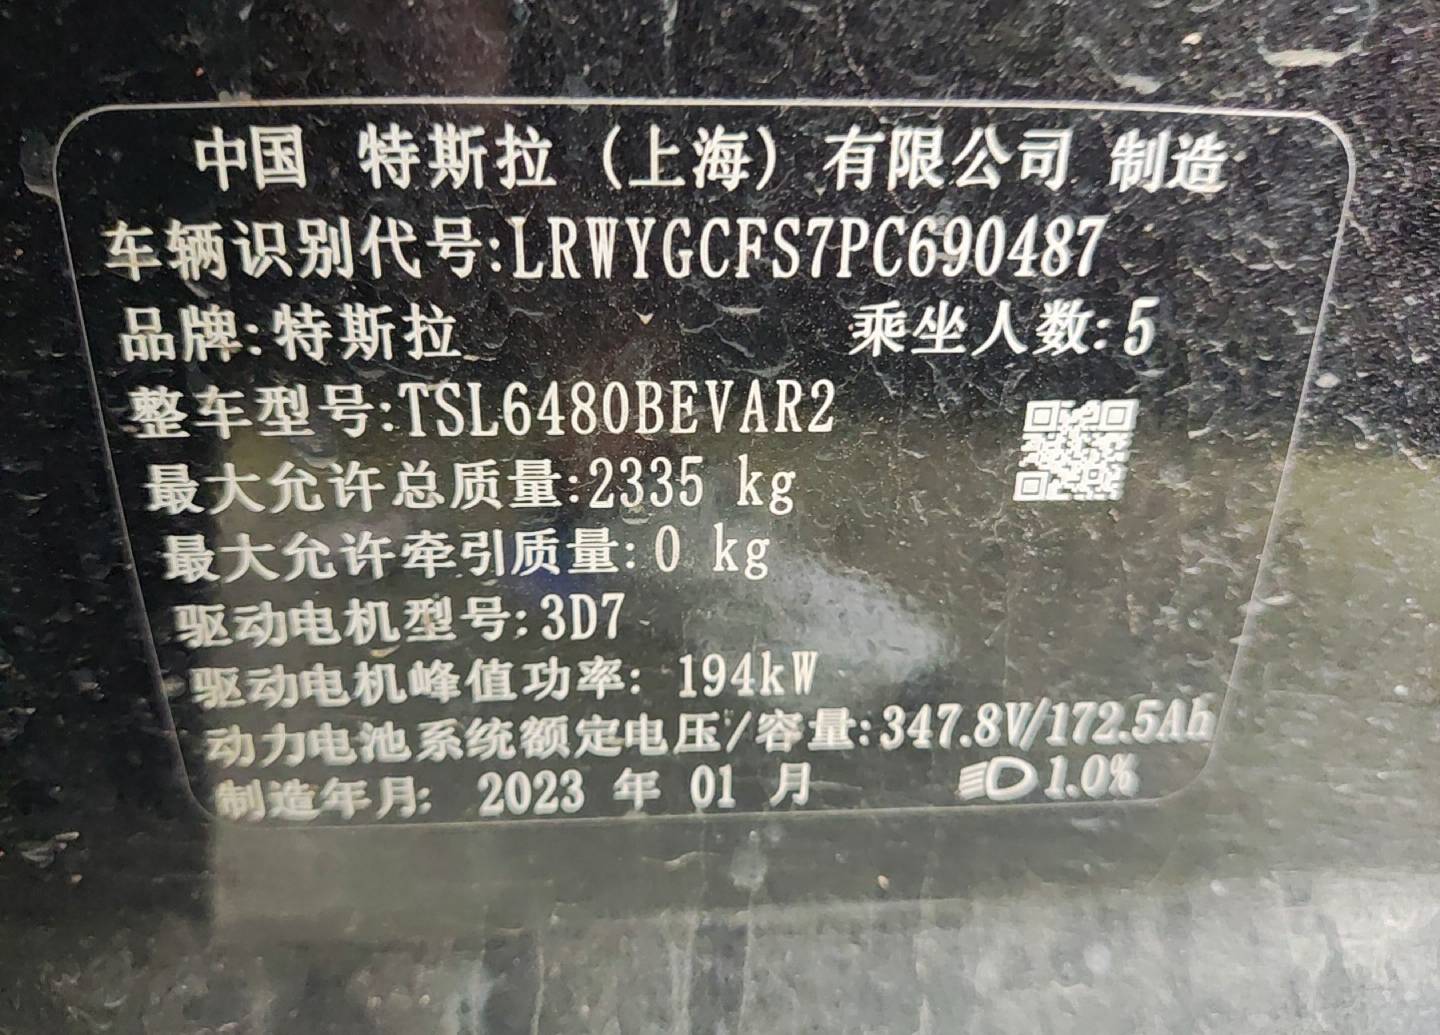 中国 特斯拉（上海）有限公司 制造
车辆识别代号:LRWYGCFS7PC690487
品牌:特斯拉 乘坐人数:5
整车型号:TSL6480BEVAR2
最大允许总质量:2335 kg
最大允许牵引质量:0 kg
驱动电机型号:3D7
驱动电机峰值功率: 194kW
动力电池系统额定电压/容量:347.8V/172.5Ah
制造年月: 2023 年 01 月 1.0%